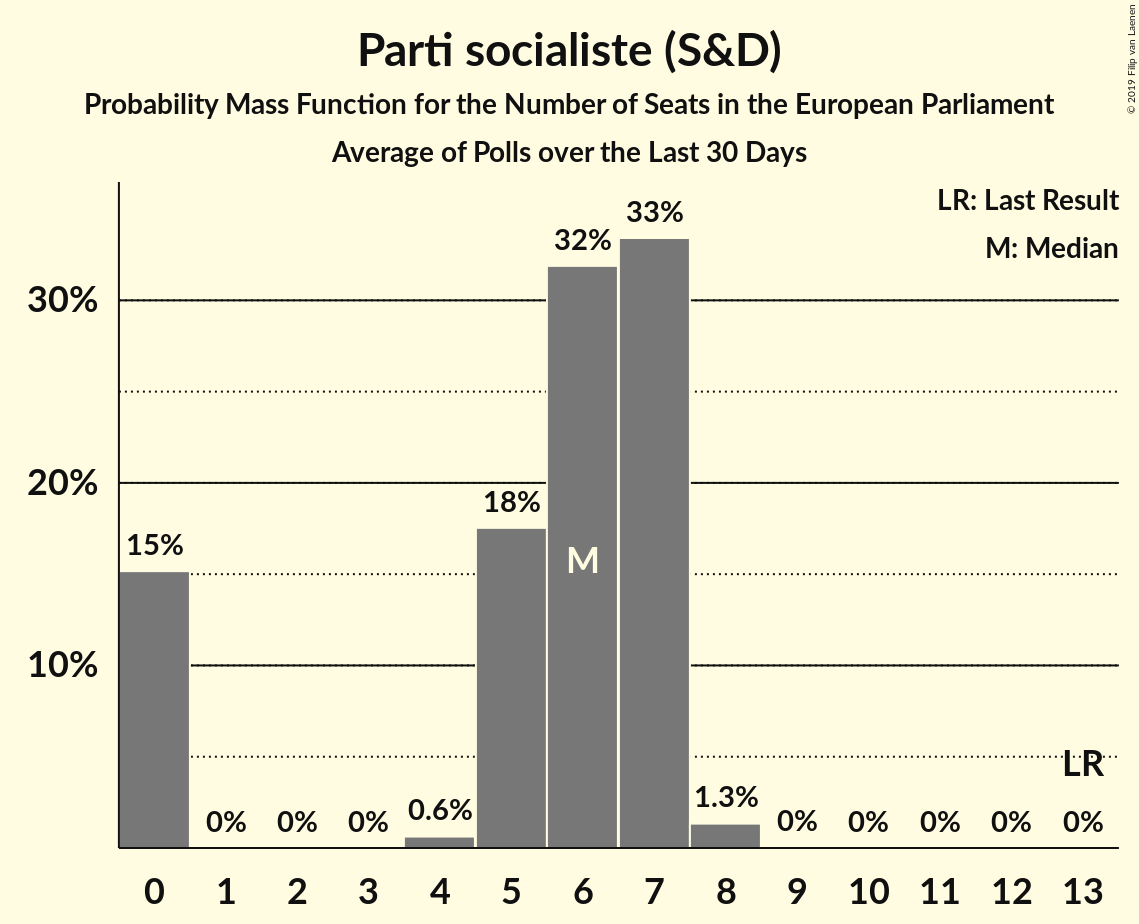 Parti socialiste (S&D)
Probability Mass Function for the Number of Seats in the European Parliament
Average of Polls over the Last 30 Days
© 2019 Filip van Laenen
LR: Last Result
M: Median
33%
32%
30%
20%
18%
15%
M
10%
LR
1.3%
0.6%
0% 0% 0% 0% 0% 0% 0% 0%
0 1 2 3 4 5 6 7 8 9 10 11 12 13